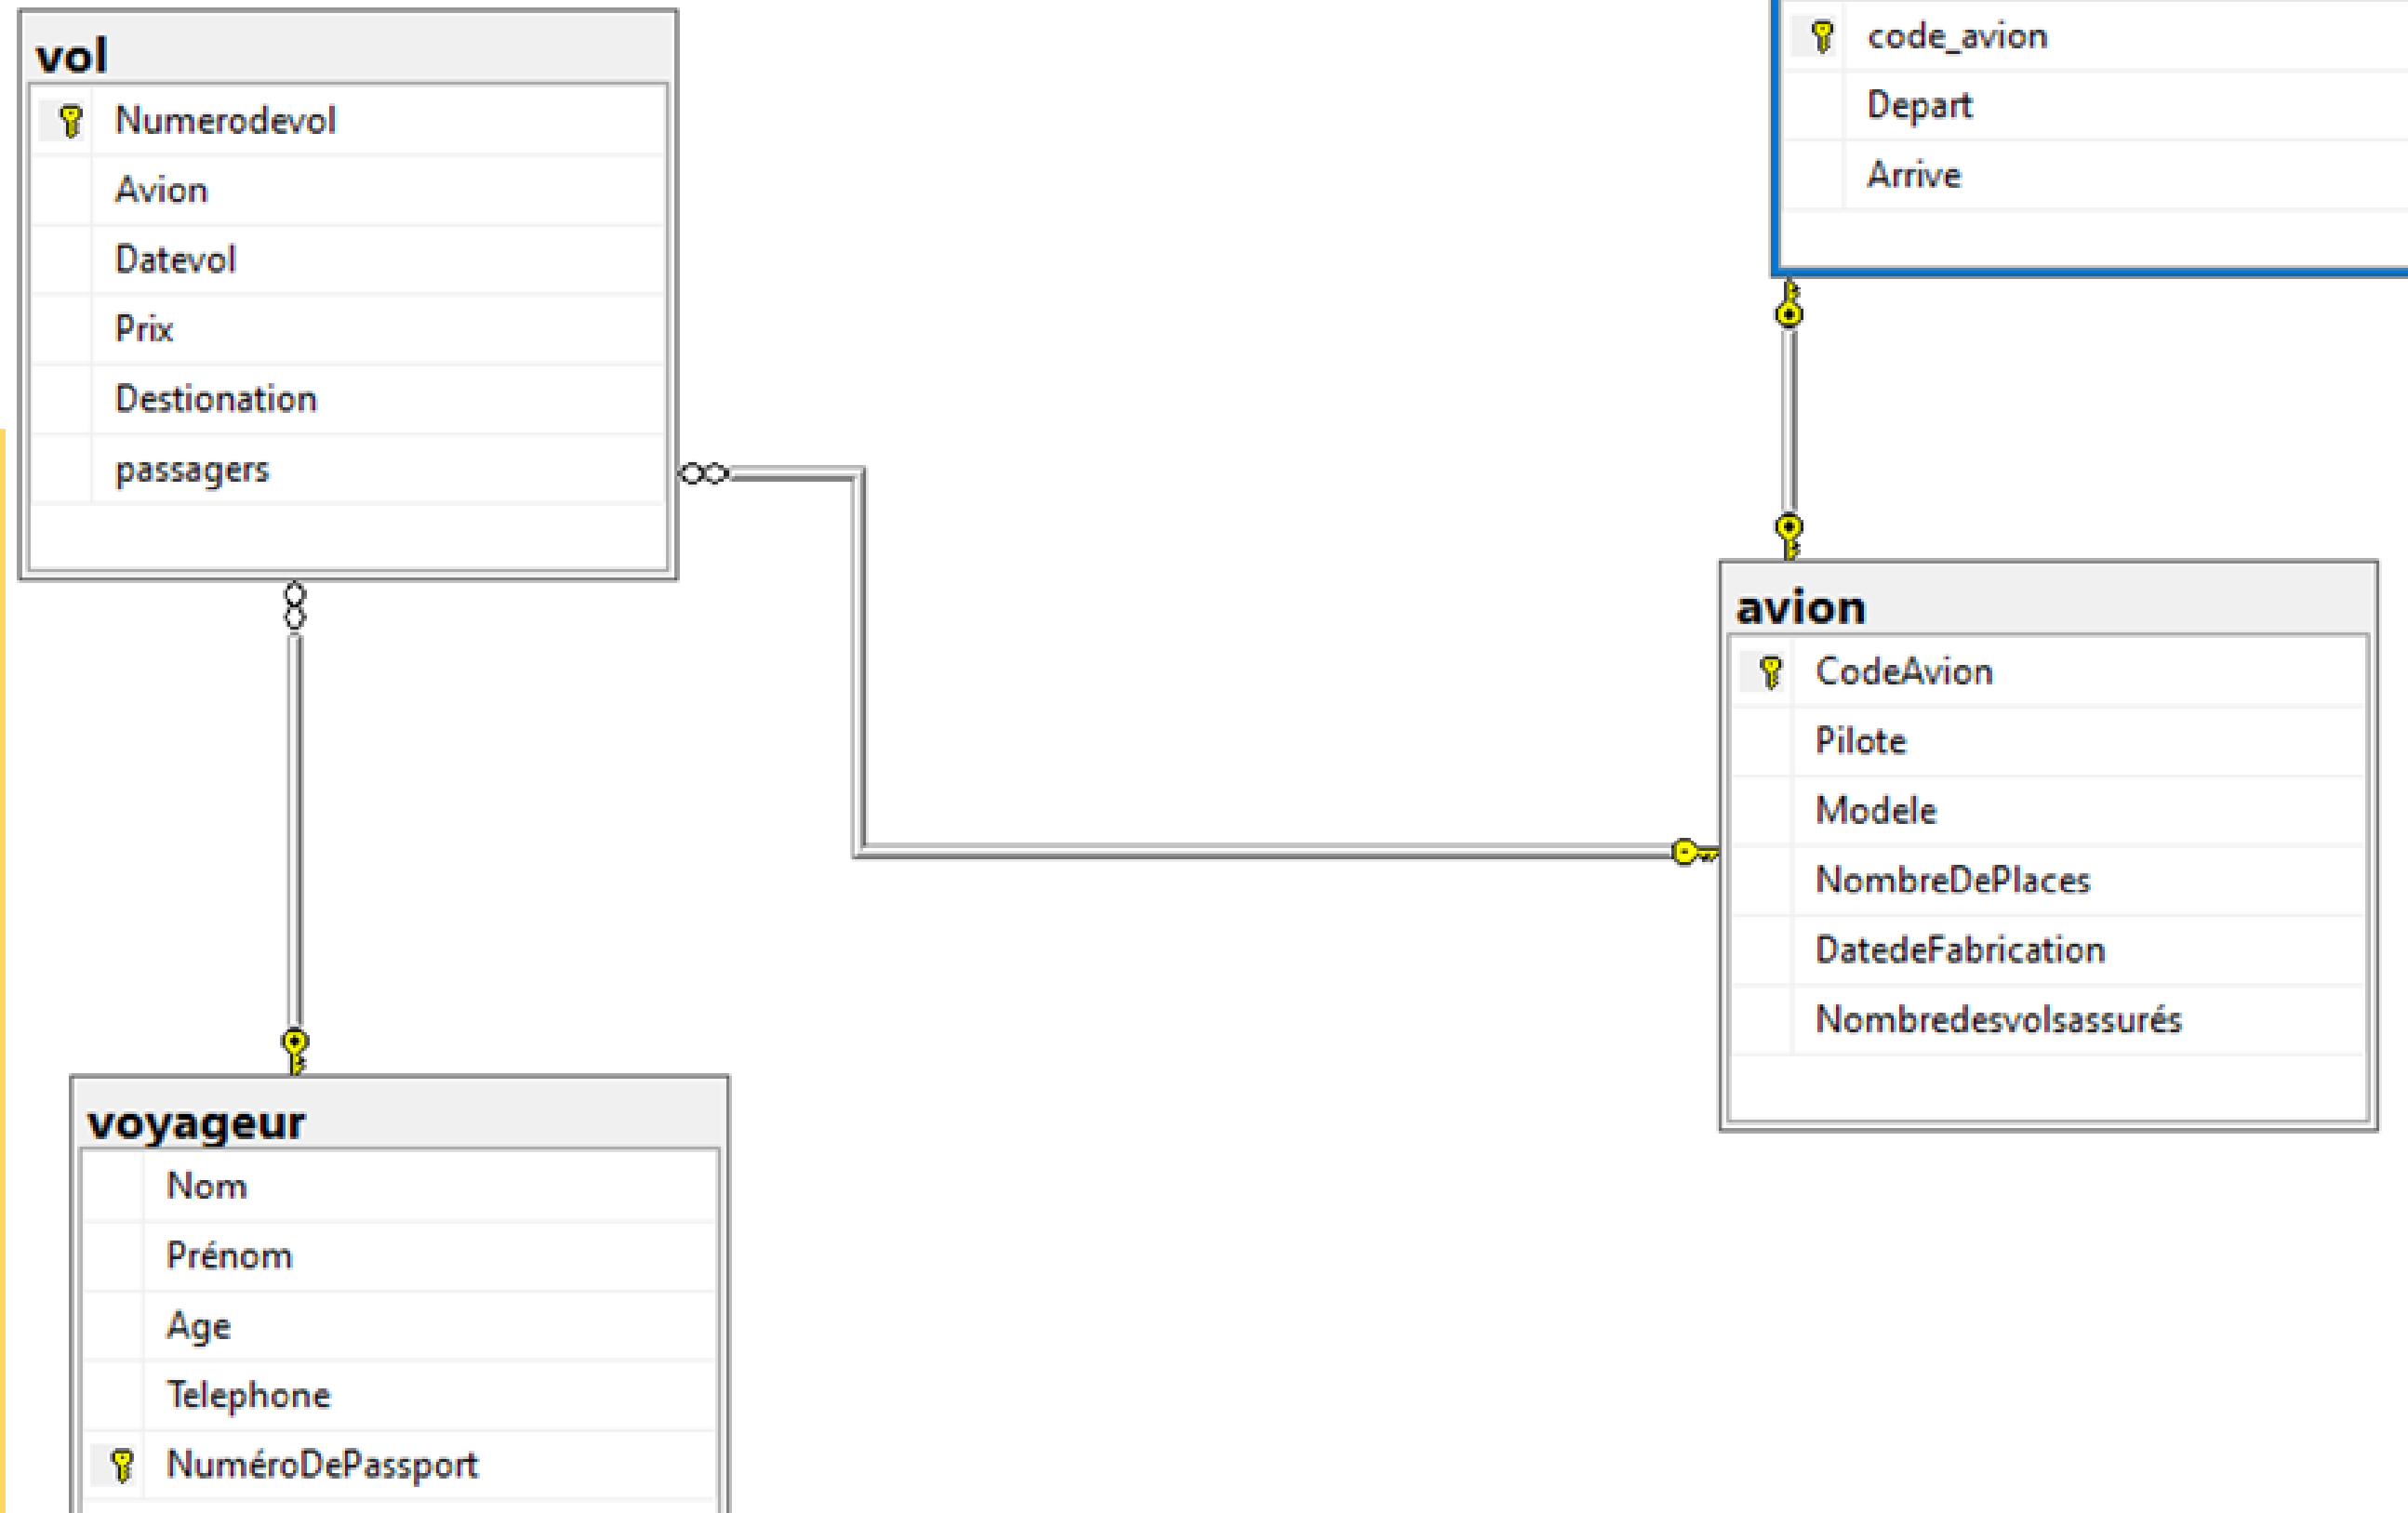 vol
Numerodevol
Avion
Datevol
Prix
Destionation
passagers
code_avion
Depart
Arrive
avion
CodeAvion
Pilote
Modele
NombreDePlaces
DatedeFabrication
Nombredesvolsassurés
voyageur
Nom
Prénom
Age
Telephone
NuméroDePassport